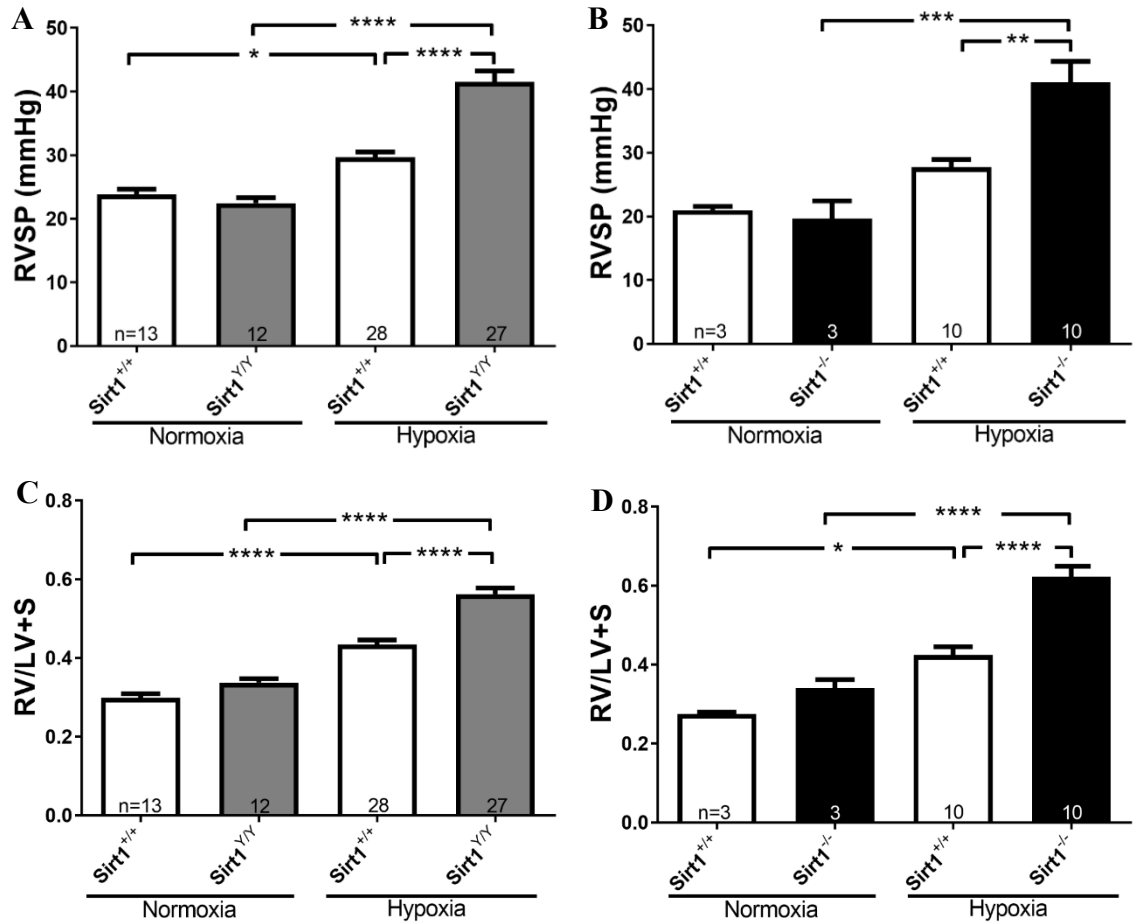 A
50
40
30
20
10
0
RVSP (mmHg)
****
* ****
n=13 12 28 27
Sirt1+/+ Sirt1Y/Y Sirt1+/+ Sirt1Y/Y
Normoxia Hypoxia
B
50
40
30
20
10
0
RVSP (mmHg)
***
**
n=3 3 10 10
Sirt1+/+ Sirt1-/- Sirt1+/+ Sirt1-/-
Normoxia Hypoxia
C
0.8
0.6
0.4
0.2
0.0
RV/LV+S
****
**** ****
n=13 12 28 27
Sirt1+/+ Sirt1Y/Y Sirt1+/+ Sirt1Y/Y
Normoxia Hypoxia
D
0.8
0.6
0.4
0.2
0.0
RV/LV+S
****
* ****
n=3 3 10 10
Sirt1+/+ Sirt1-/- Sirt1+/+ Sirt1-/-
Normoxia Hypoxia